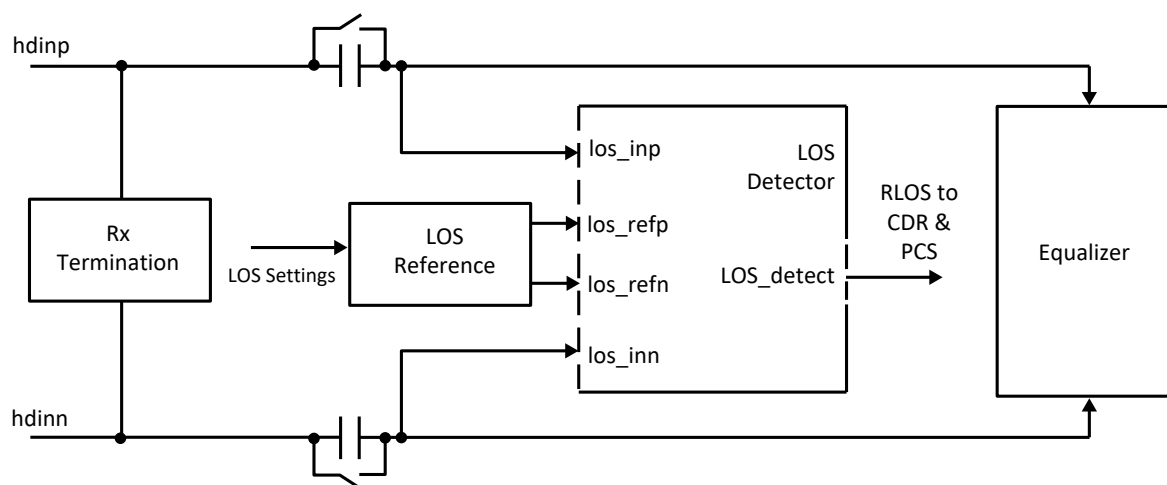 hdinp
los_inp
LOS
Detector
Rx
Termination
LOS Settings
LOS
Reference
los_refp
los_refn
LOS_detect
RLOS to
CDR &
PCS
Equalizer
los_inn
hdinn